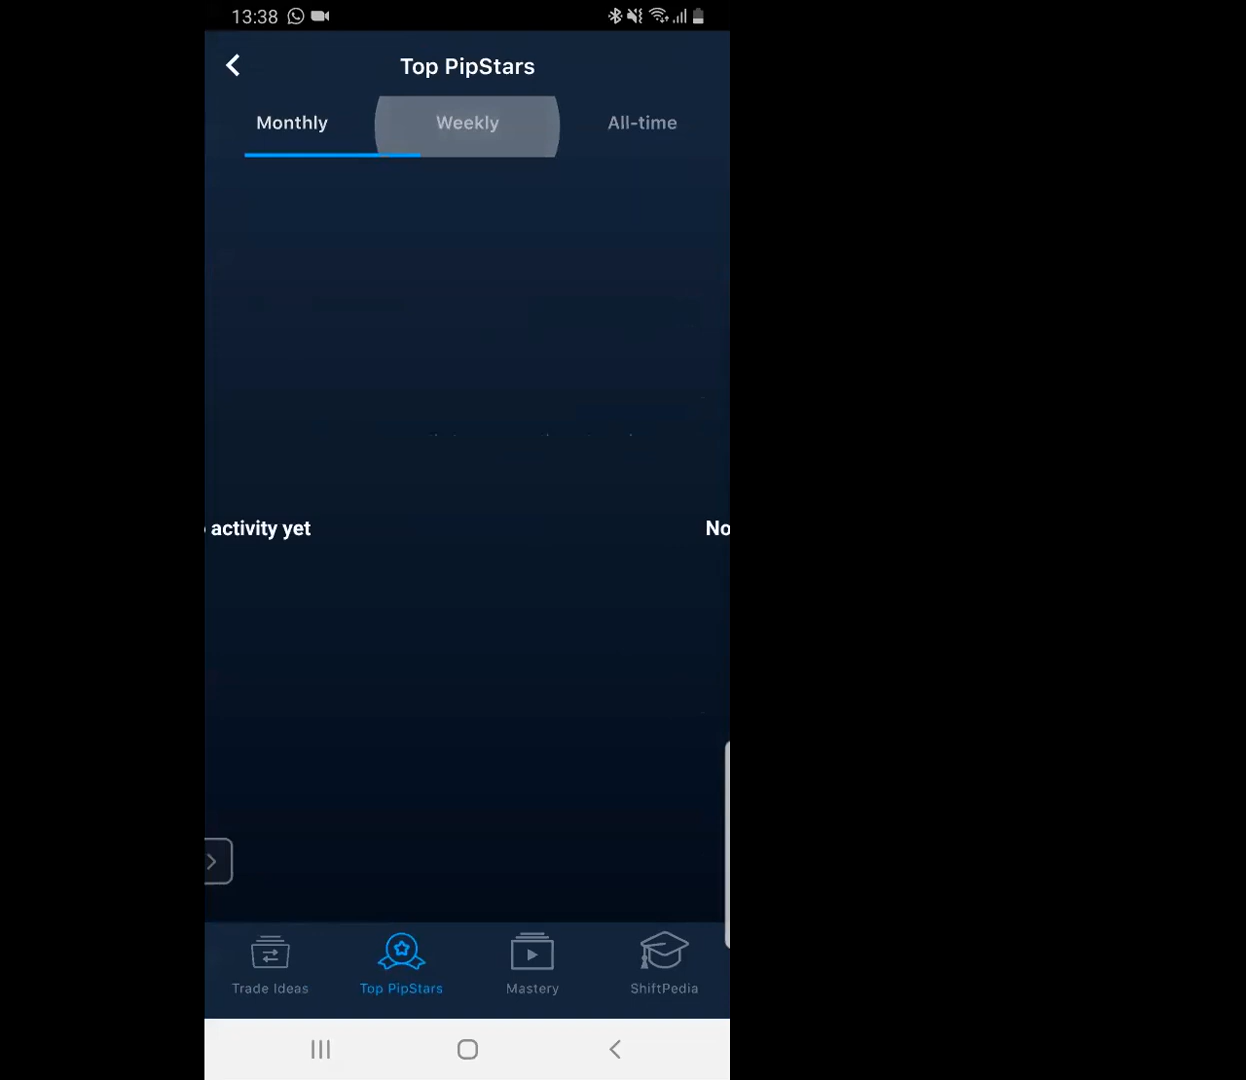 13:38
Top PipStars
Monthly Weekly All-time
activity yet
No
Trade Ideas Top PipStars Mastery ShiftPedia